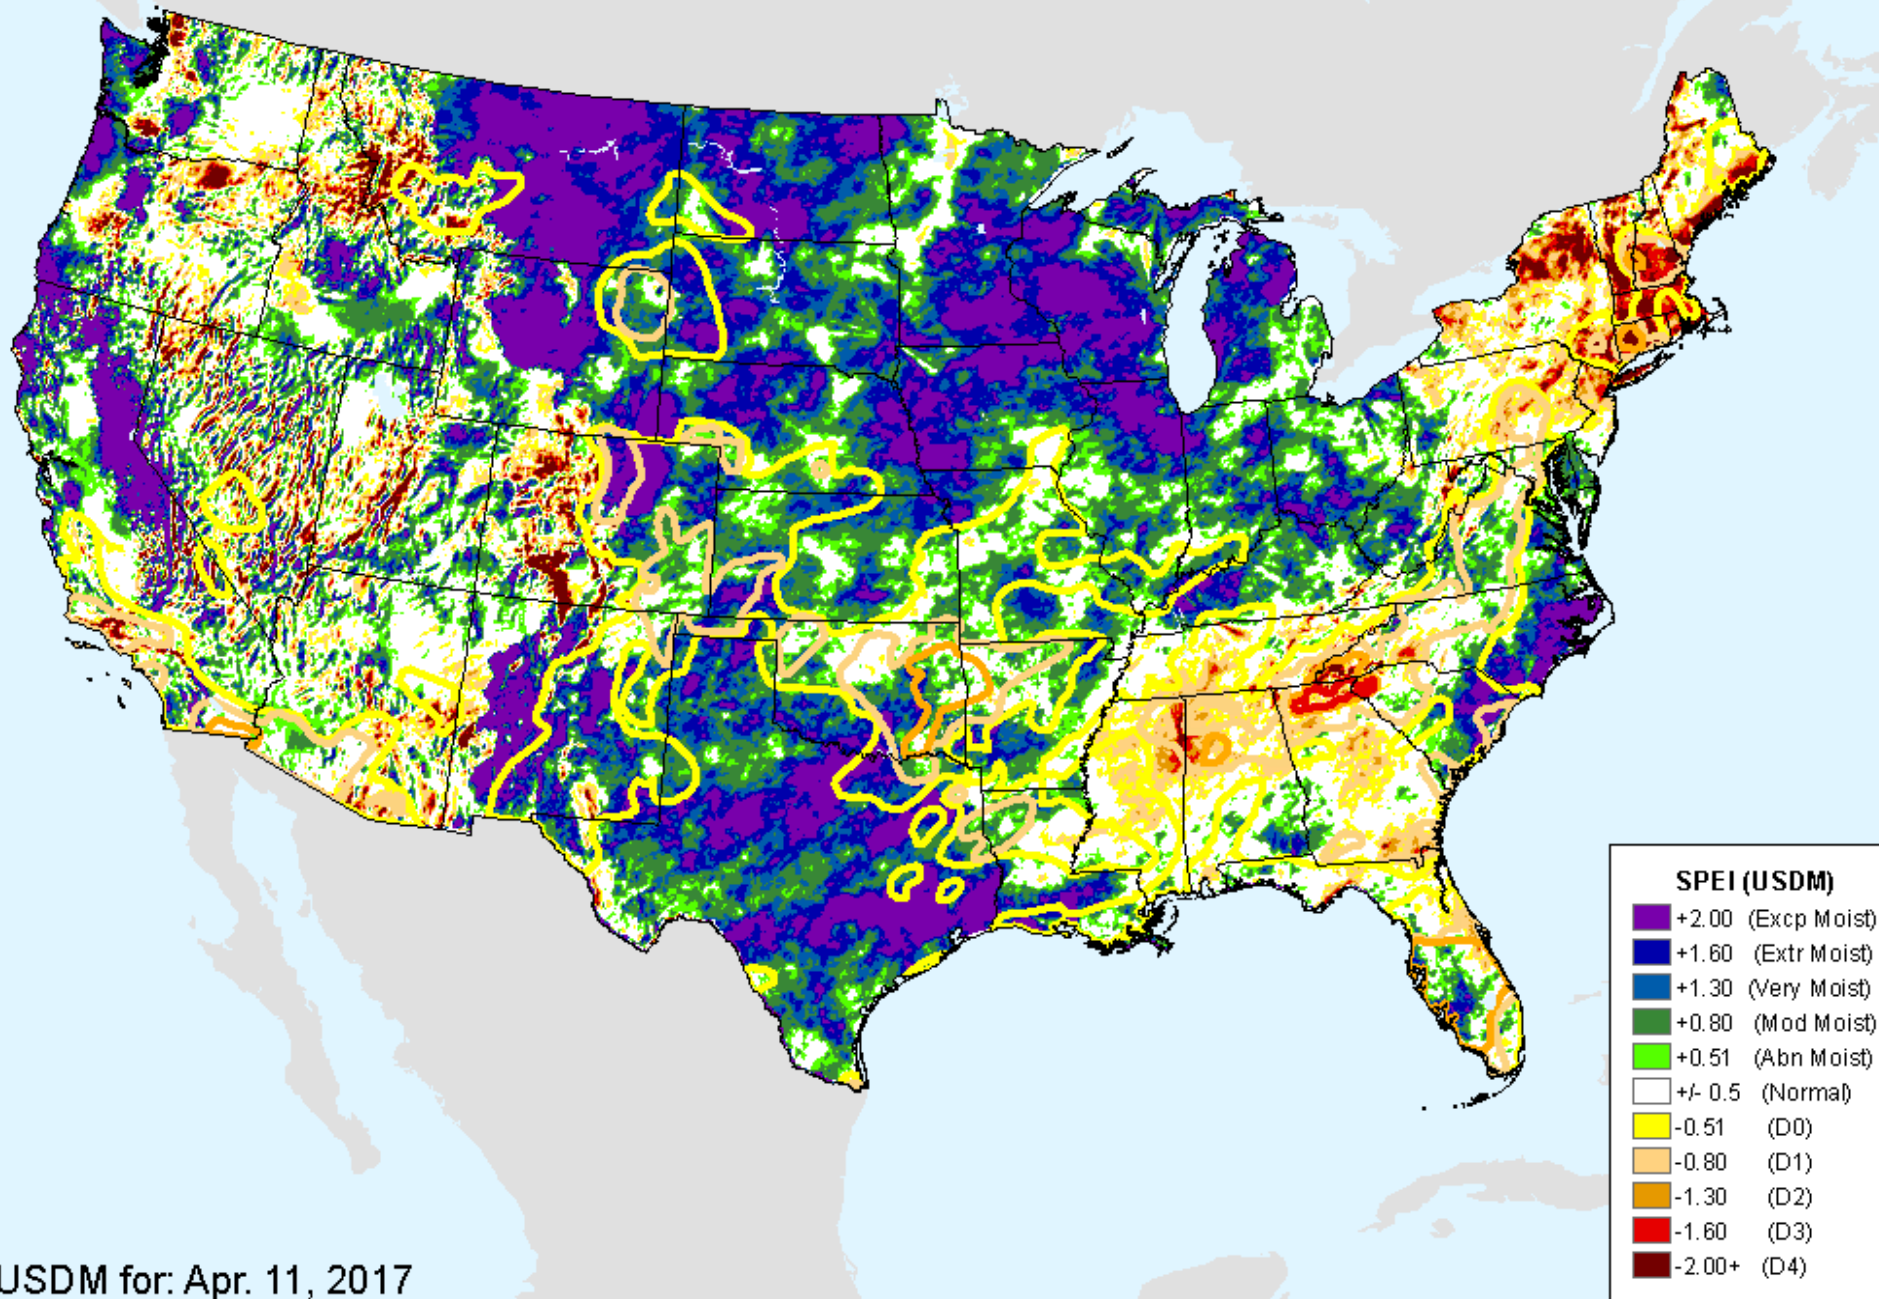 SPEI (USDM)
+2.00 (Excp Moist)
+1.60 (Extr Moist)
+1.30 (Very Moist)
+0.80 (Mod Moist)
+0.51 (Abn Moist)
+/- 0.5 (Normal)
-0.51 (D0)
-0.80 (D1)
-1.30 (D2)
-1.60 (D3)
-2.00+ (D4)
USDM for: Apr. 11, 2017